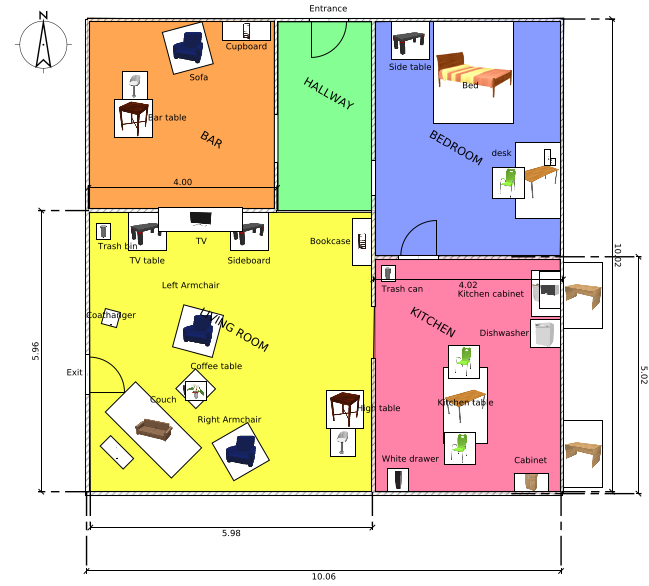 Entrance
N
Cupboard
Sofa
Side table
Bed
HALLWAY
Bar table
BAR
BEDROOM
desk
4.00
TV
Bookcase
10.02
Trash bin
TV table
Sideboard
Left Armchair
Trash can
4.02
Kitchen cabinet
Coathanger
LIVING ROOM
KITCHEN
Dishwasher
5.96
Exit
Coffee table
5.02
Couch
High table
Kitchen table
Right Armchair
White drawer
Cabinet
5.98
10.06